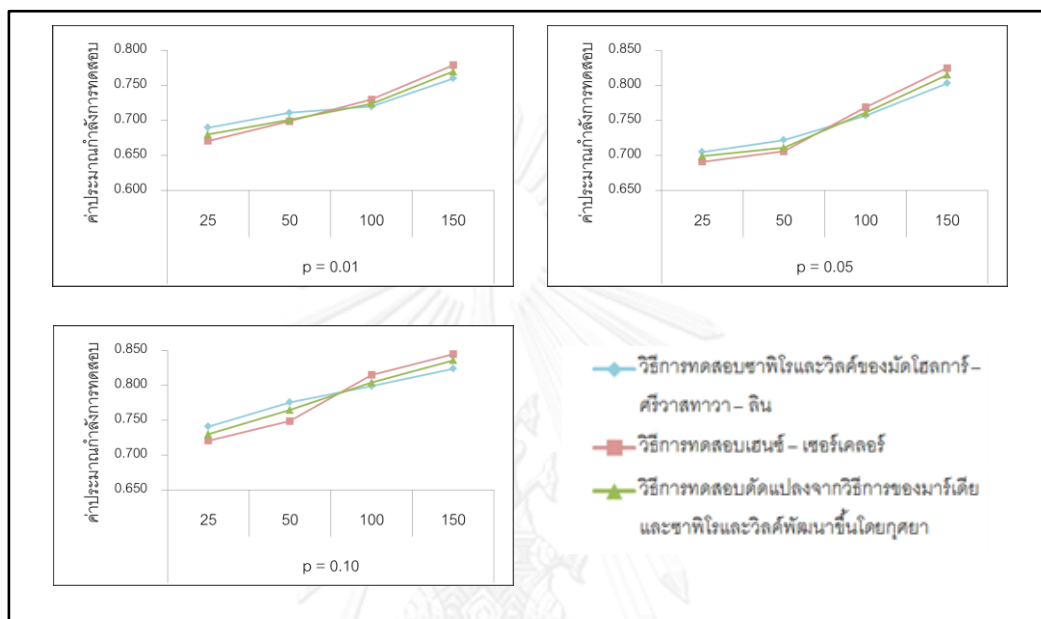 ค่าประมาณกำลังการทดสอบ
0.800
0.750
0.700
0.650
0.600
25 50 100 150
p = 0.01
ค่าประมาณกำลังการทดสอบ
0.850
0.800
0.750
0.700
0.650
25 50 100 150
p = 0.05
ค่าประมาณกำลังการทดสอบ
0.850
0.800
0.750
0.700
0.650
25 50 100 150
p = 0.10
วิธีการทดสอบชาพิโรและวิลค์ของมัดโฮลการ์ –
ศรีวาสทาวา – ลิน
วิธีการทดสอบเฮนซ์ – เซอร์เคลอร์
วิธีการทดสอบดัดแปลงจากวิธีการของมาร์เดีย
และชาพิโรและวิลค์พัฒนาขึ้นโดยกุศยา